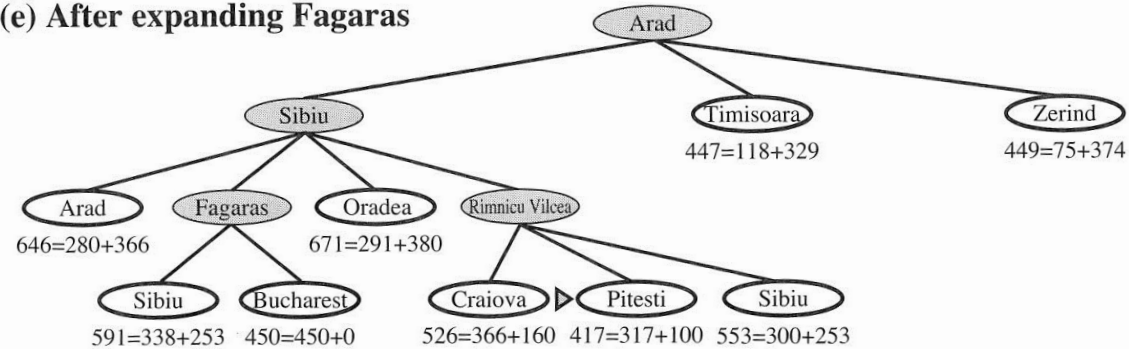 (e) After expanding Fagaras
Arad
Sibiu
Timisoara
Zerind
447=118+329
449=75+374
Arad
Fagaras
Oradea
Rimnicu Vilcea
646=280+366
671=291+380
Sibiu
Bucharest
Craiova
Pitesti
Sibiu
591=338+253
450=450+0
526=366+160
417=317+100
553=300+253